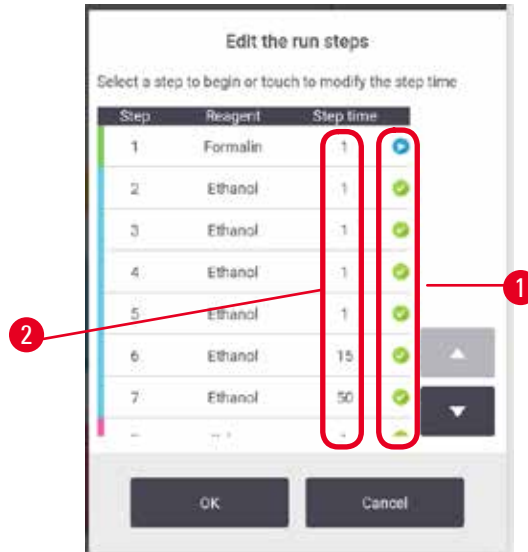 Edit the run steps
Select a step to begin or touch to modify the step time
Step Reagent Step time
1 Formalin 1
2 Ethanol 1
3 Ethanol 1
4 Ethanol 1
5 Ethanol 1
6 Ethanol 15
7 Ethanol 50
OK Cancel
1
2